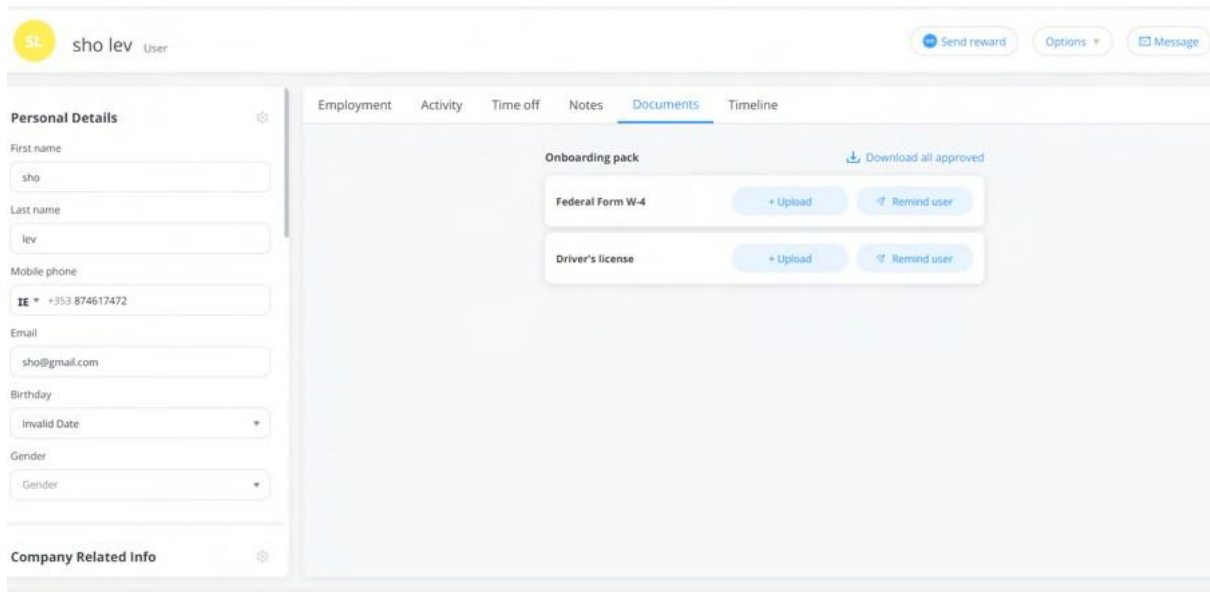 SL
sho lev User
Send reward
Options
Message
Personal Details
First name
sho
Last name
lev
Mobile phone
IE +353 874617472
Email
sho@gmail.com
Birthday
Invalid Date
Gender
Gender
Company Related Info
Employment Activity Time off Notes Documents Timeline
Onboarding pack Download all approved
Federal Form W-4 + Upload Remind user
Driver's license + Upload Remind user